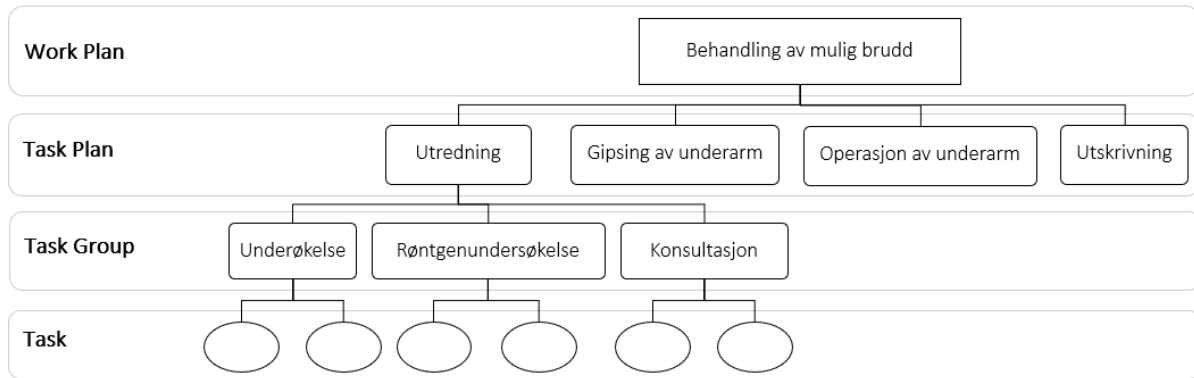 Work Plan
Behandling av mulig brudd
Task Plan
Utredning
Gipsing av underarm
Operasjon av underarm
Utskrivning
Task Group
Underøkelse
Røntgenundersøkelse
Konsultasjon
Task